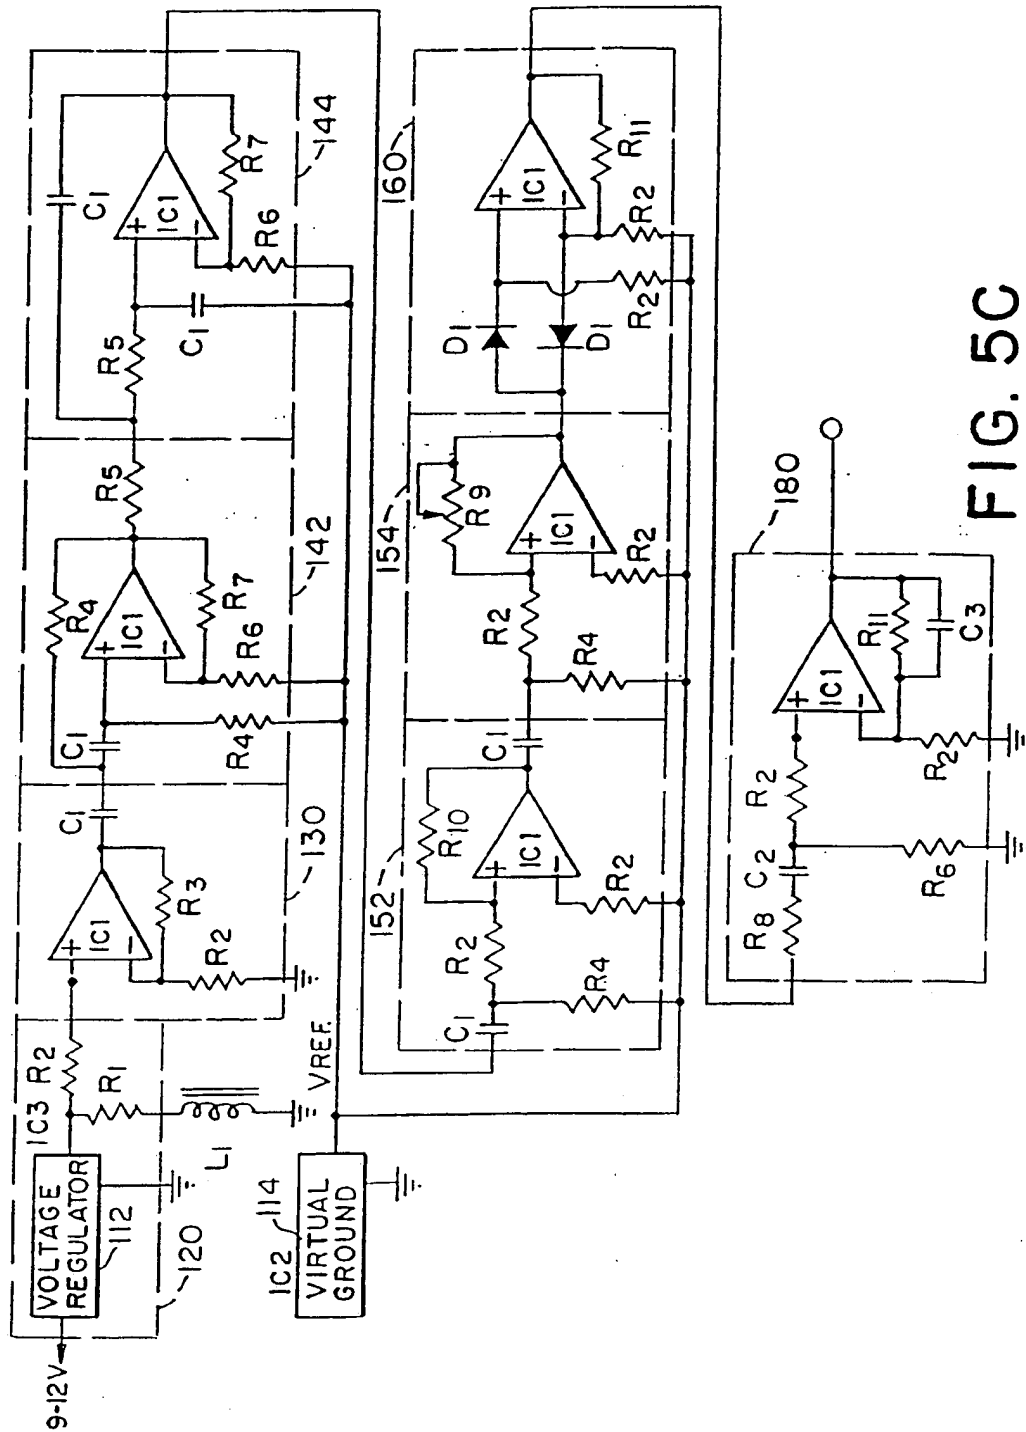 9-12V
VOLTAGE
REGULATOR
112
120
IC3
R2
R1
L1
+
IC1
−
R3
R2
130
C1
C1
R4
+
IC1
−
R7
R6
R4
142
R5
R5
C1
+
IC1
−
R7
R6
C1
144
IC2
114
VIRTUAL
GROUND
VREF.
152
C1
R2
R4
R10
+
IC1
−
R2
C1
154
R2
R4
R9
+
IC1
−
R2
160
D1
D1
+
IC1
−
R11
R2
R2
180
R8
C2
R6
R2
+
IC1
−
R11
C3
R2
FIG. 5C